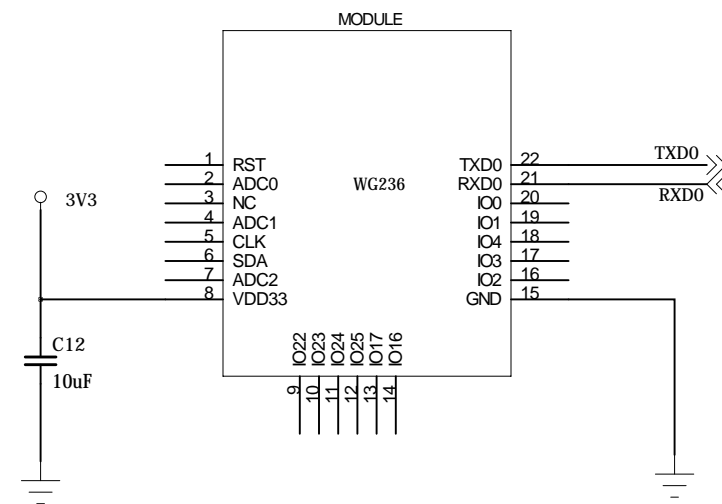 MODULE
1 RST
2 ADC0
3 NC
4 ADC1
5 CLK
6 SDA
7 ADC2
8 VDD33
WG236
TXD0 22 TXD0
RXD0 21 RXD0
IO0 20
IO1 19
IO4 18
IO3 17
IO2 16
GND 15
3V3
C12
10uF
IO22 9
IO23 10
IO24 11
IO25 12
IO17 13
IO16 14